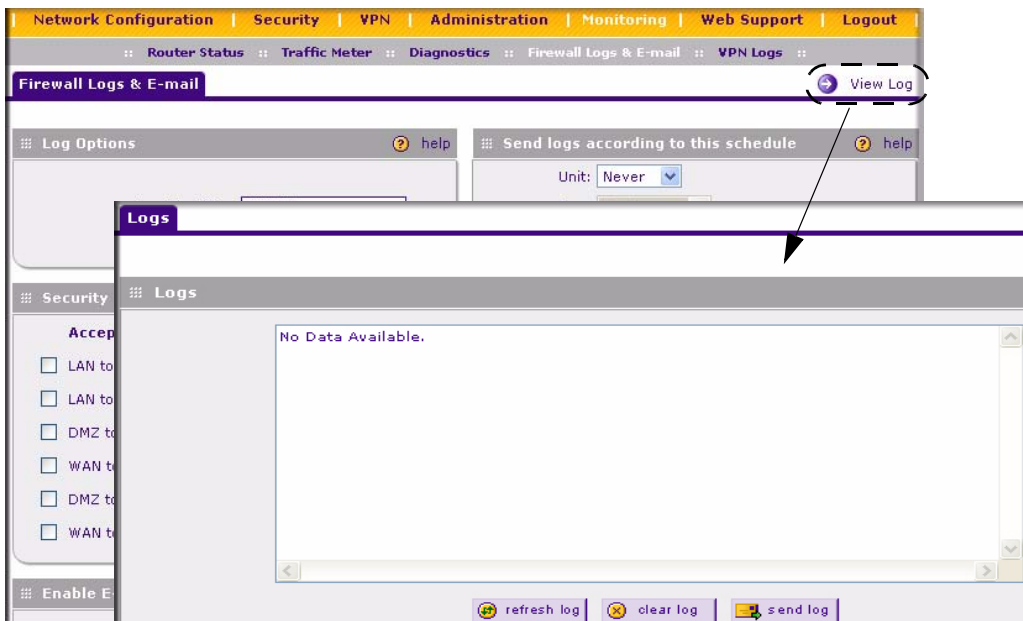 Network Configuration | Security | VPN | Administration | Monitoring | Web Support | Logout |
:: Router Status :: Traffic Meter :: Diagnostics :: Firewall Logs & E-mail :: VPN Logs ::
Firewall Logs & E-mail
View Log
Log Options
help
Send logs according to this schedule
help
Unit: Never
Logs
Logs
No Data Available.
Security
Accep
LAN to
LAN to
DMZ to
WAN t
DMZ to
WAN t
Enable E
refresh log
clear log
send log